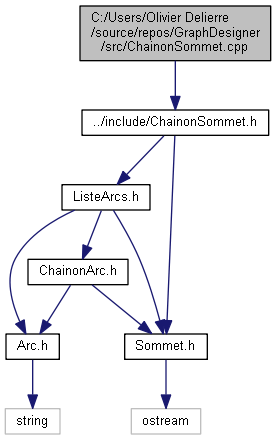 C:/Users/Olivier Delierre
/source/repos/GraphDesigner
/src/ChainonSommet.cpp
../include/ChainonSommet.h
ListeArcs.h
ChainonArc.h
Arc.h
Sommet.h
string
ostream